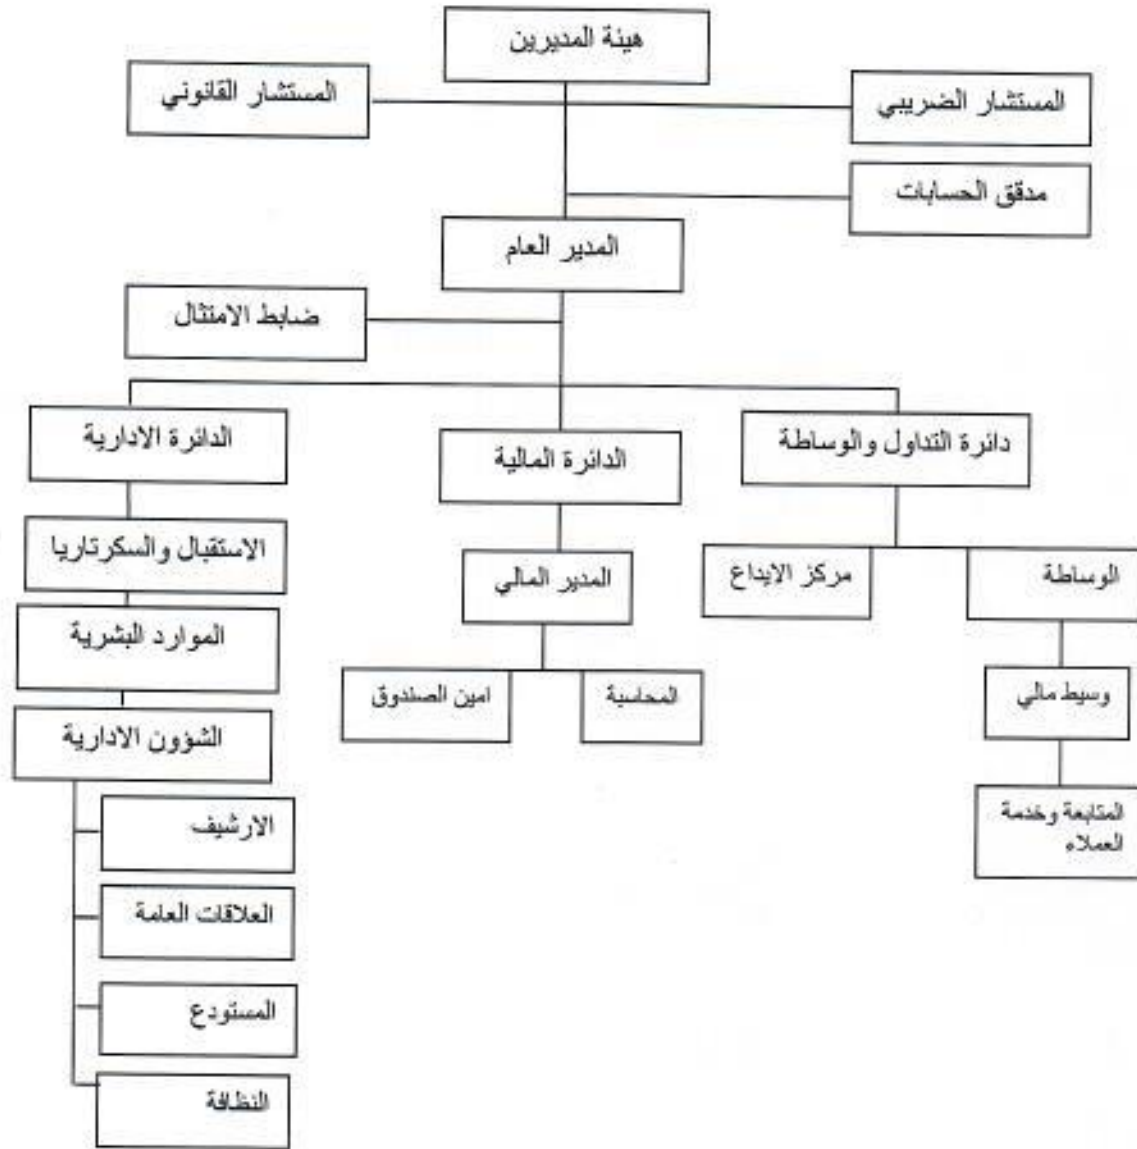 هيئة المديرين
المستشار الضريبي
المستشار القانوني
مدقق الحسابات
المدير العام
ضابط الامتثال
دائرة التداول والوساطة
الدائرة المالية
الدائرة الادارية
الوساطة
مركز الايداع
المدير المالي
الاستقبال والسكرتاريا
الموارد البشرية
وسيط مالي
المحاسبة
امين الصندوق
الشؤون الادارية
المتابعة وخدمة
العملاء
الارشيف
العلاقات العامة
المستودع
النظافة